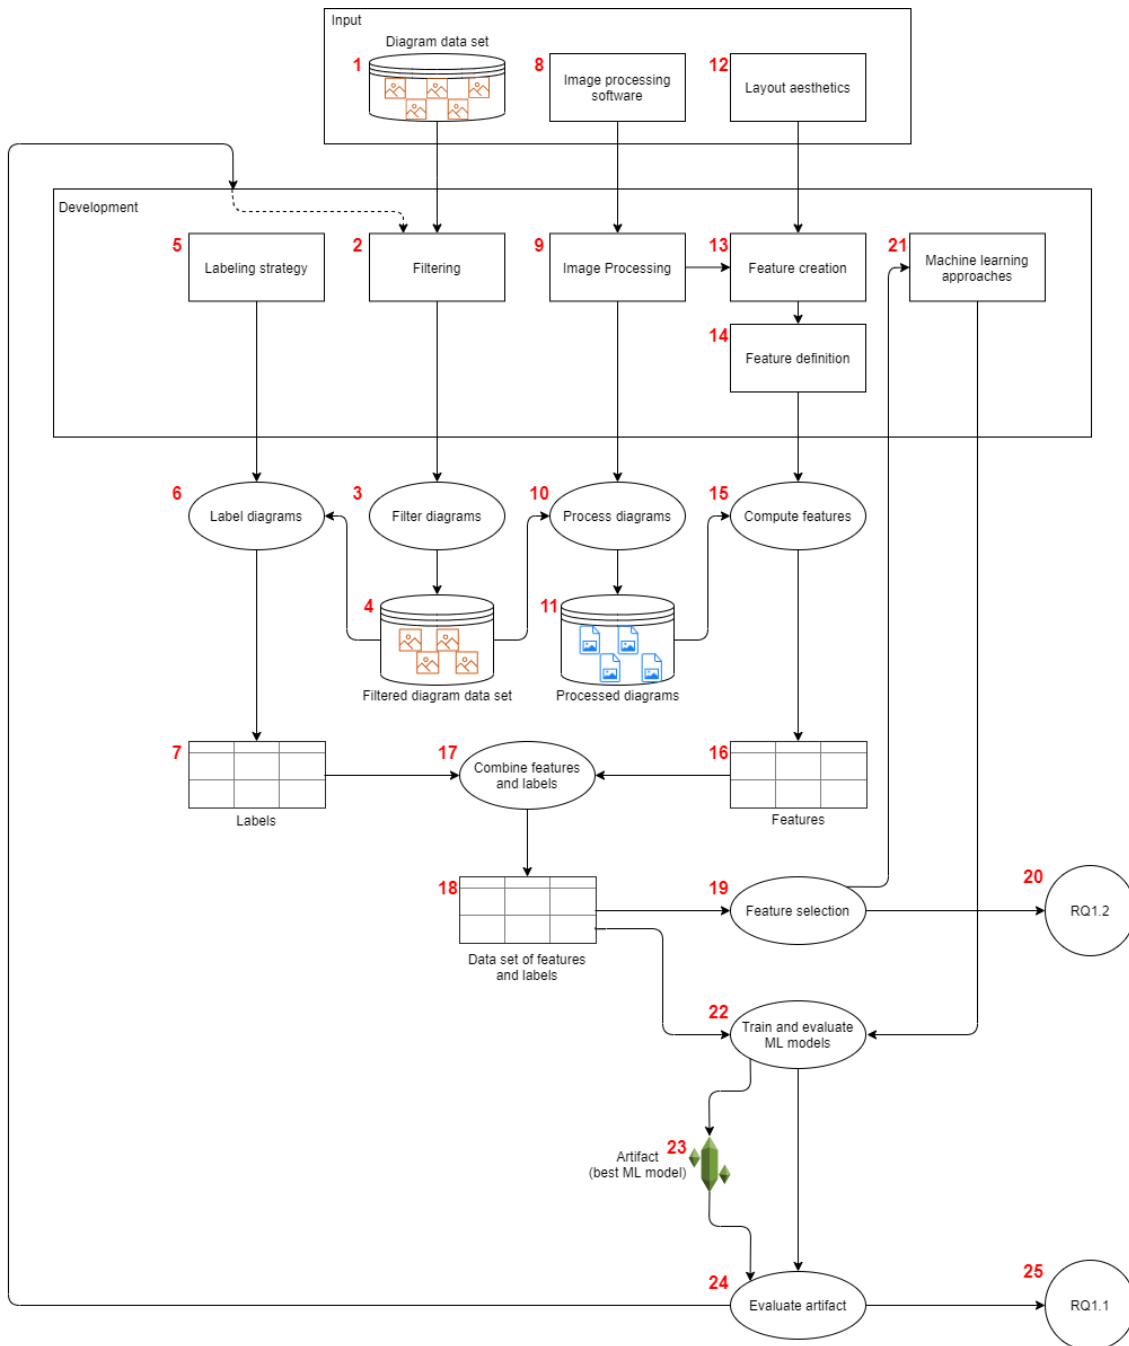 Input
Diagram data set
1
8
Image processing
software
12
Layout aesthetics
Development
5
Labeling strategy
2
Filtering
9
Image Processing
13
Feature creation
21
Machine learning
approaches
14
Feature definition
6
Label diagrams
3
Filter diagrams
10
Process diagrams
15
Compute features
4
Filtered diagram data set
11
Processed diagrams
7
Labels
17
Combine features
and labels
16
Features
18
Data set of features
and labels
19
Feature selection
20
RQ1.2
22
Train and evaluate
ML models
23
Artifact
(best ML model)
24
Evaluate artifact
25
RQ1.1